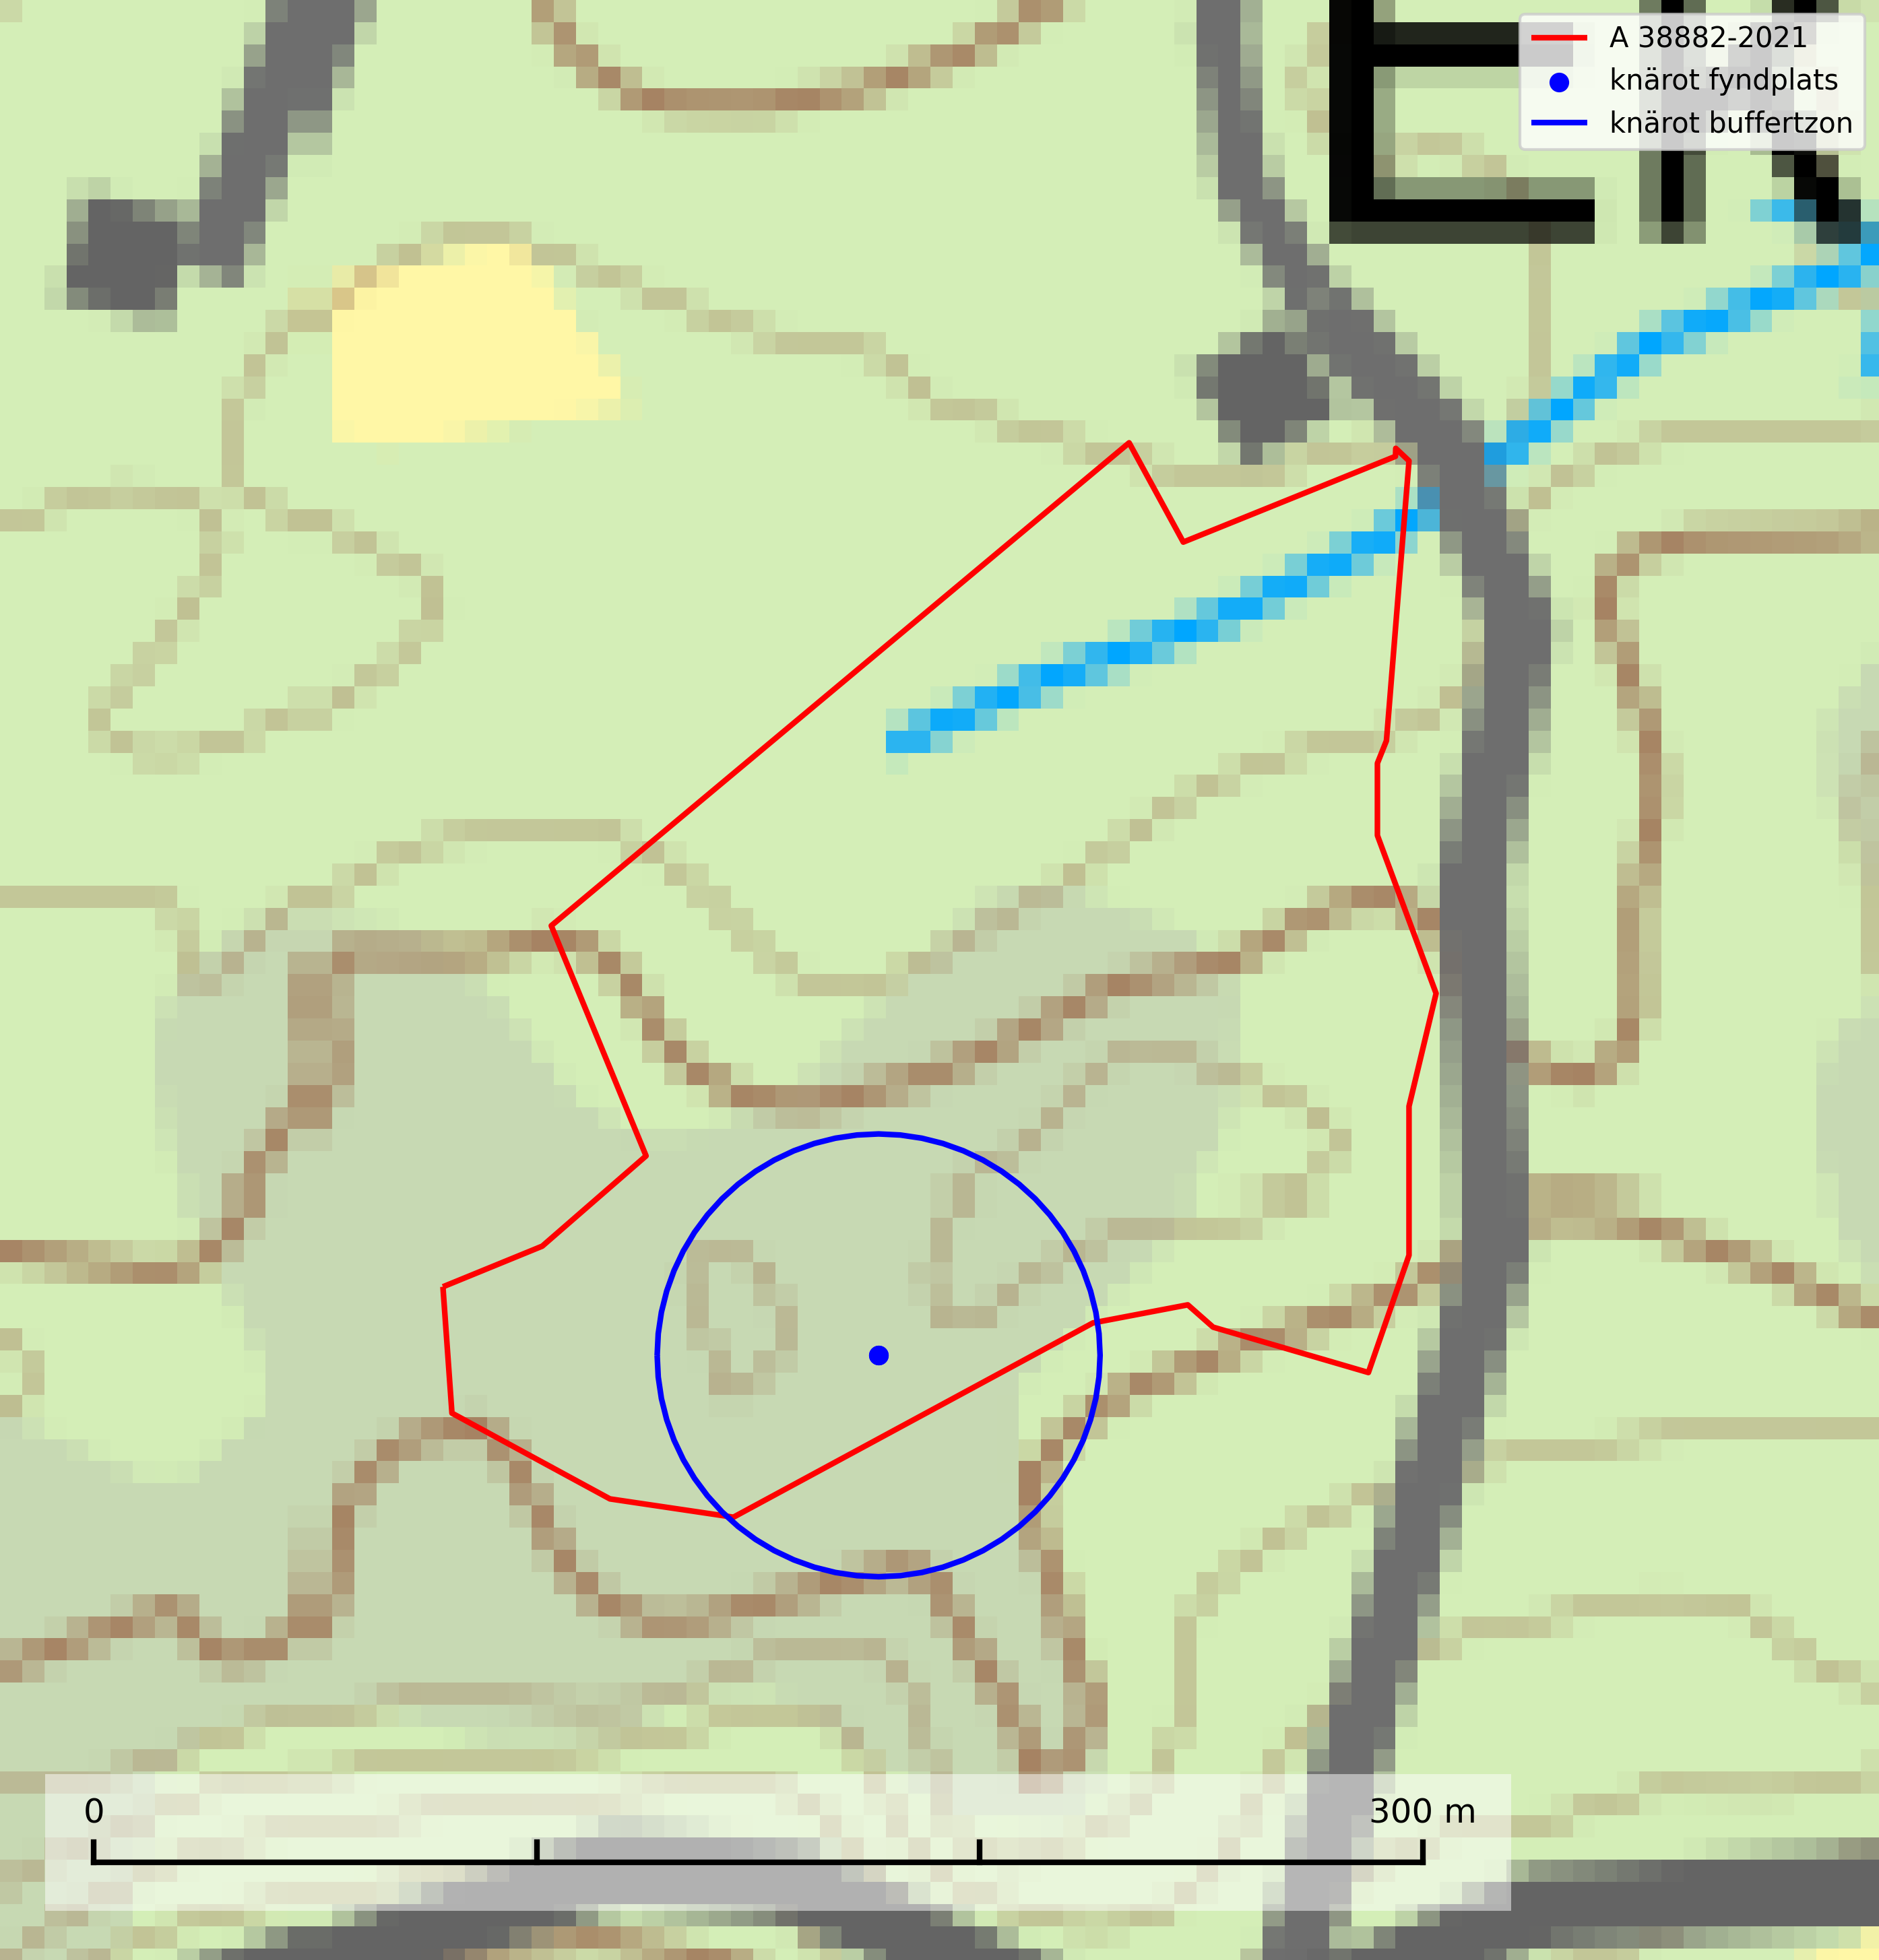 A 38882-2021
knärot fyndplats
knärot buffertzon
0
300 m